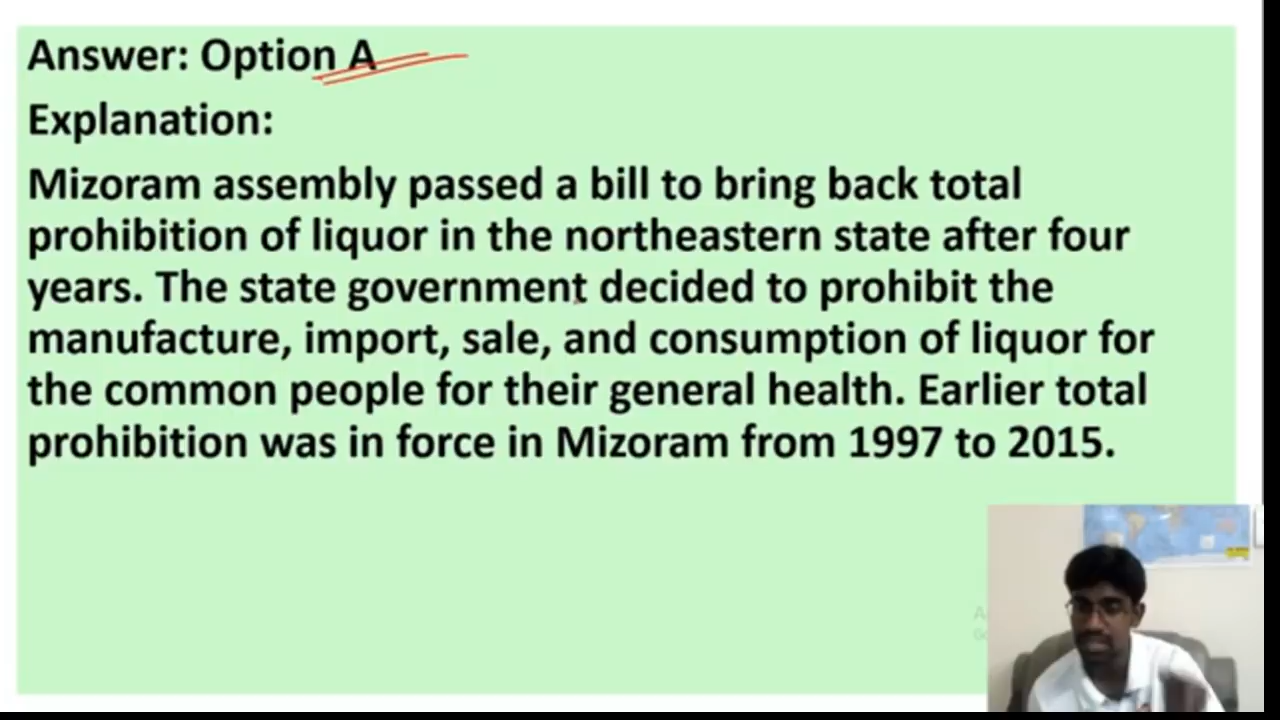 Answer: Option A
Explanation:
Mizoram assembly passed a bill to bring back total
prohibition of liquor in the northeastern state after four
years. The state government decided to prohibit the
manufacture, import, sale, and consumption of liquor for
the common people for their general health. Earlier total
prohibition was in force in Mizoram from 1997 to 2015.